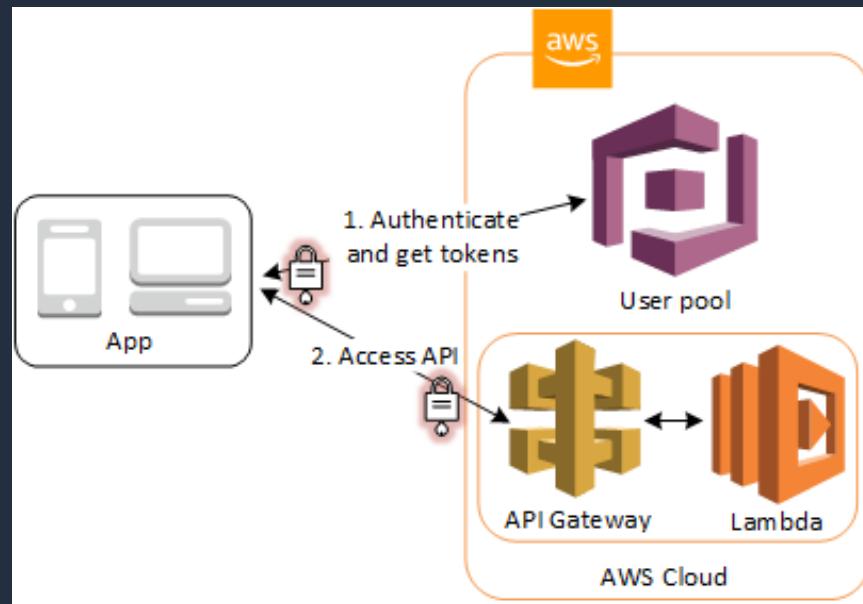 aws
1. Authenticate
and get tokens
User pool
App
2. Access API
API Gateway
Lambda
AWS Cloud